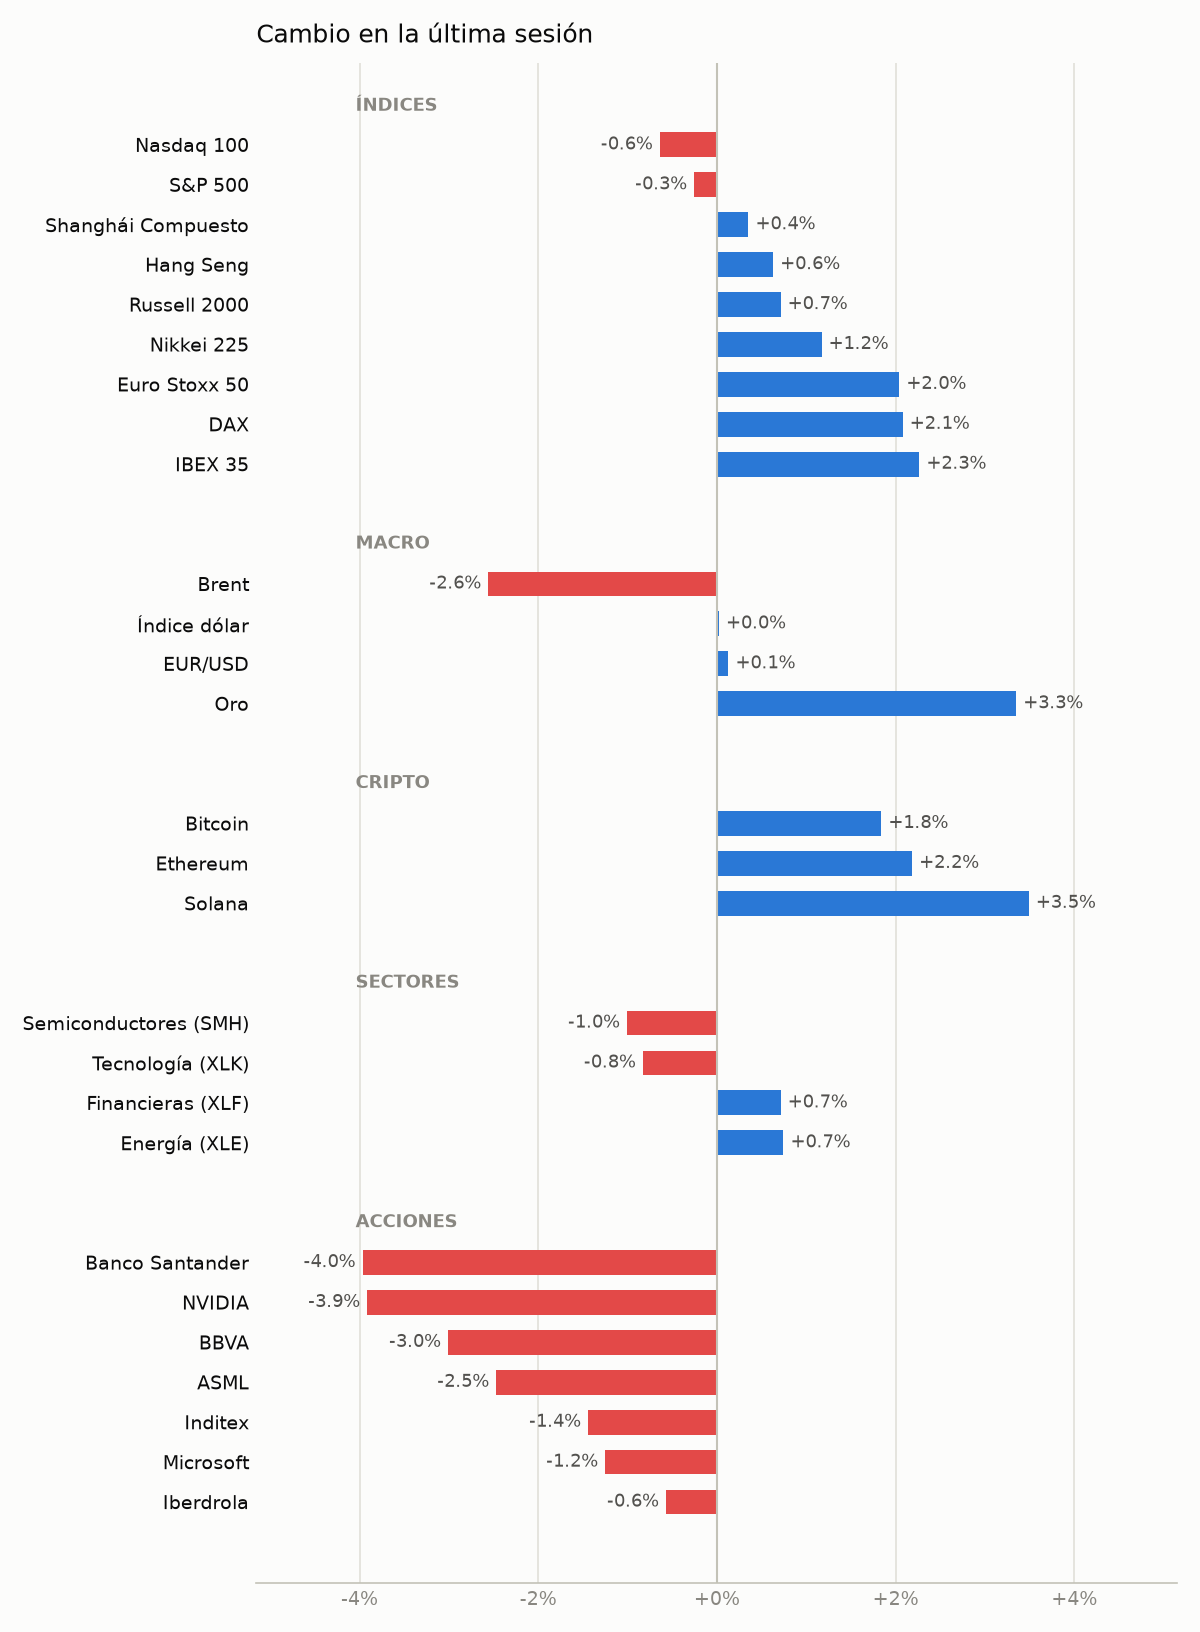 Cambio en la última sesión
ÍNDICES
Nasdaq 100 -0.6%
S&P 500 -0.3%
Shanghái Compuesto +0.4%
Hang Seng +0.6%
Russell 2000 +0.7%
Nikkei 225 +1.2%
Euro Stoxx 50 +2.0%
DAX +2.1%
IBEX 35 +2.3%
MACRO
Brent -2.6%
Índice dólar +0.0%
EUR/USD +0.1%
Oro +3.3%
CRIPTO
Bitcoin +1.8%
Ethereum +2.2%
Solana +3.5%
SECTORES
Semiconductores (SMH) -1.0%
Tecnología (XLK) -0.8%
Financieras (XLF) +0.7%
Energía (XLE) +0.7%
ACCIONES
Banco Santander -4.0%
NVIDIA -3.9%
BBVA -3.0%
ASML -2.5%
Inditex -1.4%
Microsoft -1.2%
Iberdrola -0.6%
-4% -2% +0% +2% +4%